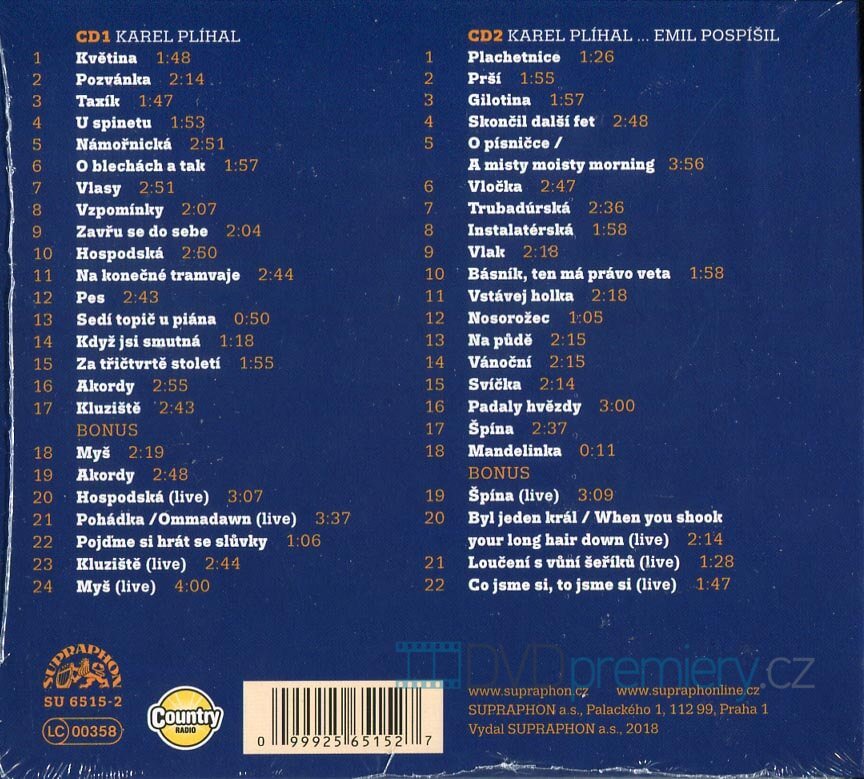 CD1 KAREL PLÍHAL
1 Květina 1:48
2 Pozvánka 2:14
3 Taxík 1:47
4 U spinetu 1:53
5 Námořnická 2:51
6 O blechách a tak 1:57
7 Vlasy 2:51
8 Vzpomínky 2:07
9 Zavřu se do sebe 2:04
10 Hospodská 2:50
11 Na konečné tramvaje 2:44
12 Pes 2:43
13 Sedí topič u piána 0:50
14 Když jsi smutná 1:18
15 Za třičtvrtě století 1:55
16 Akordy 2:55
17 Kluziště 2:43
BONUS
18 Myš 2:19
19 Akordy 2:48
20 Hospodská (live) 3:07
21 Pohádka /Ommadawn (live) 3:37
22 Pojďme si hrát se slůvky 1:06
23 Kluziště (live) 2:44
24 Myš (live) 4:00
CD2 KAREL PLÍHAL ... EMIL POSPÍŠIL
1 Plachetnice 1:26
2 Prší 1:55
3 Gilotina 1:57
4 Skončil další fet 2:48
5 O písničce /
A misty moisty morning 3:56
6 Vločka 2:47
7 Trubadúrská 2:36
8 Instalatérská 1:58
9 Vlak 2:18
10 Básník, ten má právo veta 1:58
11 Vstávej holka 2:18
12 Nosorožec 1:05
13 Na půdě 2:15
14 Vánoční 2:15
15 Svíčka 2:14
16 Padaly hvězdy 3:00
17 Špína 2:37
18 Mandelinka 0:11
BONUS
19 Špína (live) 3:09
20 Byl jeden král / When you shook
your long hair down (live) 2:14
21 Loučení s vůní šeříků (live) 1:28
22 Co jsme si, to jsme si (live) 1:47
SUPRAPHON
SU 6515-2
LC 00358
Country
RADIO
0 99925 65152 7
DVDpremiery.cz
www.supraphon.cz www.supraphonline.cz
SUPRAPHON a.s., Palackého 1, 112 99, Praha 1
Vydal SUPRAPHON a.s., 2018